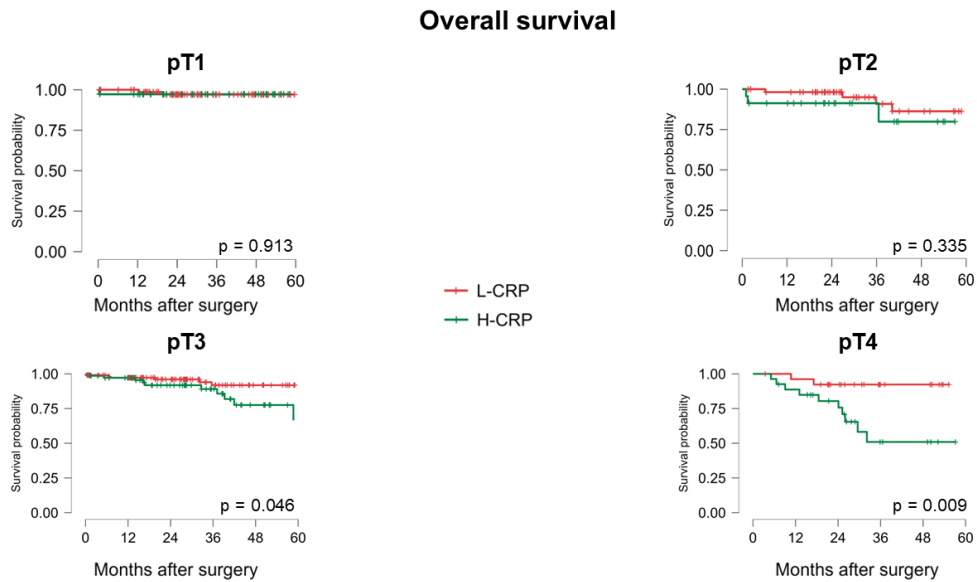 Overall survival
pT1
Survival probability
1.00
0.75
0.50
0.25
0.00
p = 0.913
0 12 24 36 48 60
Months after surgery
pT2
Survival probability
1.00
0.75
0.50
0.25
0.00
p = 0.335
0 12 24 36 48 60
Months after surgery
L-CRP
H-CRP
pT3
Survival probability
1.00
0.75
0.50
0.25
0.00
p = 0.046
0 12 24 36 48 60
Months after surgery
pT4
Survival probability
1.00
0.75
0.50
0.25
0.00
p = 0.009
0 12 24 36 48 60
Months after surgery